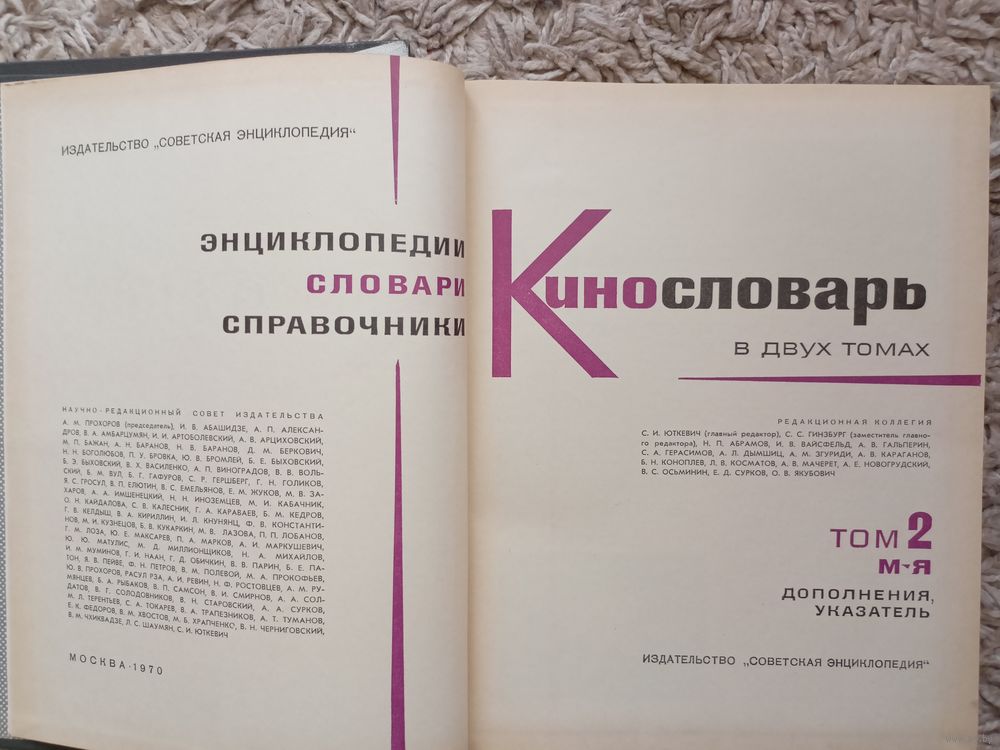 ИЗДАТЕЛЬСТВО „СОВЕТСКАЯ ЭНЦИКЛОПЕДИЯ“
ЭНЦИКЛОПЕДИИ
СЛОВАРИ
СПРАВОЧНИКИ
НАУЧНО-РЕДАКЦИОННЫЙ СОВЕТ ИЗДАТЕЛЬСТВА
А. М. ПРОХОРОВ (председатель), И. В. АБАШИДЗЕ, А. П. АЛЕКСАН-
ДРОВ, В. А. АМБАРЦУМЯН, И. И. АРТОБОЛЕВСКИЙ, А. В. АРЦИХОВСКИЙ,
М. П. БАЖАН, А. Н. БАРАНОВ, Н. В. БАРАНОВ, Д. М. БЕРКОВИЧ,
Н. Н. БОГОЛЮБОВ, П. У. БРОВКА, Ю. В. БРОМЛЕЙ, Б. Е. БЫХОВСКИЙ,
Б. Э. БЫХОВСКИЙ, В. Х. ВАСИЛЕНКО, А. П. ВИНОГРАДОВ, В. В. ВОЛЬ-
СКИЙ, Б. М. ВУЛ, Б. Г. ГАФУРОВ, С. Р. ГЕРШБЕРГ, Г. Н. ГОЛИКОВ,
Я. С. ГРОСУЛ, В. П. ЕЛЮТИН, В. С. ЕМЕЛЬЯНОВ, Е. М. ЖУКОВ, М. В. ЗА-
ХАРОВ, А. А. ИМШЕНЕЦКИЙ, Н. Н. ИНОЗЕМЦЕВ, М. И. КАБАЧНИК,
О. Н. КАЙДАЛОВА, С. В. КАЛЕСНИК, Г. А. КАРАВАЕВ, Б. М. КЕДРОВ,
Г. В. КЕЛДЫШ, В. А. КИРИЛЛИН, И. Л. КНУНЯНЦ, Ф. В. КОНСТАНТИ-
НОВ, М. И. КУЗНЕЦОВ, Б. В. КУКАРКИН, М. В. ЛАЗОВА, П. П. ЛОБАНОВ,
Г. М. ЛОЗА, Ю. Е. МАКСАРЕВ, П. А. МАРКОВ, А. И. МАРКУШЕВИЧ,
Ю. Ю. МАТУЛИС, М. Д. МИЛЛИОНЩИКОВ, Н. А. МИХАЙЛОВ,
И. М. МУМИНОВ, Г. И. НААН, Г. Д. ОБИЧКИН, В. В. ПАРИН, Б. Е. ПА-
ТОН, Я. В. ПЕЙВЕ, Ф. Н. ПЕТРОВ, В. М. ПОЛЕВОЙ, М. А. ПРОКОФЬЕВ,
Ю. В. ПРОХОРОВ, РАСУЛ РЗА, А. И. РЕВИН, Н. Ф. РОСТОВЦЕВ, А. М. РУ-
МЯНЦЕВ, Б. А. РЫБАКОВ, В. П. САМСОН, В. И. СМИРНОВ, А. А. СОЛ-
ДАТОВ, В. Г. СОЛОДОВНИКОВ, В. Н. СТАРОВСКИЙ, А. А. СУРКОВ,
М. Л. ТЕРЕНТЬЕВ, С. А. ТОКАРЕВ, В. А. ТРАПЕЗНИКОВ, А. Т. ТУМАНОВ,
Е. К. ФЕДОРОВ, В. М. ХВОСТОВ, М. Б. ХРАПЧЕНКО, В. Н. ЧЕРНИГОВСКИЙ,
В. М. ЧХИКВАДЗЕ, Л. С. ШАУМЯН, С. И. ЮТКЕВИЧ
МОСКВА·1970
Кинословарь
В ДВУХ ТОМАХ
РЕДАКЦИОННАЯ КОЛЛЕГИЯ
С. И. ЮТКЕВИЧ (главный редактор), С. С. ГИНЗБУРГ (заместитель главно-
го редактора), Н. П. АБРАМОВ, И. В. ВАЙСФЕЛЬД, А. В. ГАЛЬПЕРИН,
С. А. ГЕРАСИМОВ, А. Л. ДЫМШИЦ, А. М. ЗГУРИДИ, А. В. КАРАГАНОВ,
Б. Н. КОНОПЛЕВ, Л. В. КОСМАТОВ, А. В. МАЧЕРЕТ, А. Е. НОВОГРУДСКИЙ,
В. С. ОСЬМИНИН, Е. Д. СУРКОВ, О. В. ЯКУБОВИЧ
ТОМ 2
М-Я
ДОПОЛНЕНИЯ,
УКАЗАТЕЛЬ
ИЗДАТЕЛЬСТВО „СОВЕТСКАЯ ЭНЦИКЛОПЕДИЯ“